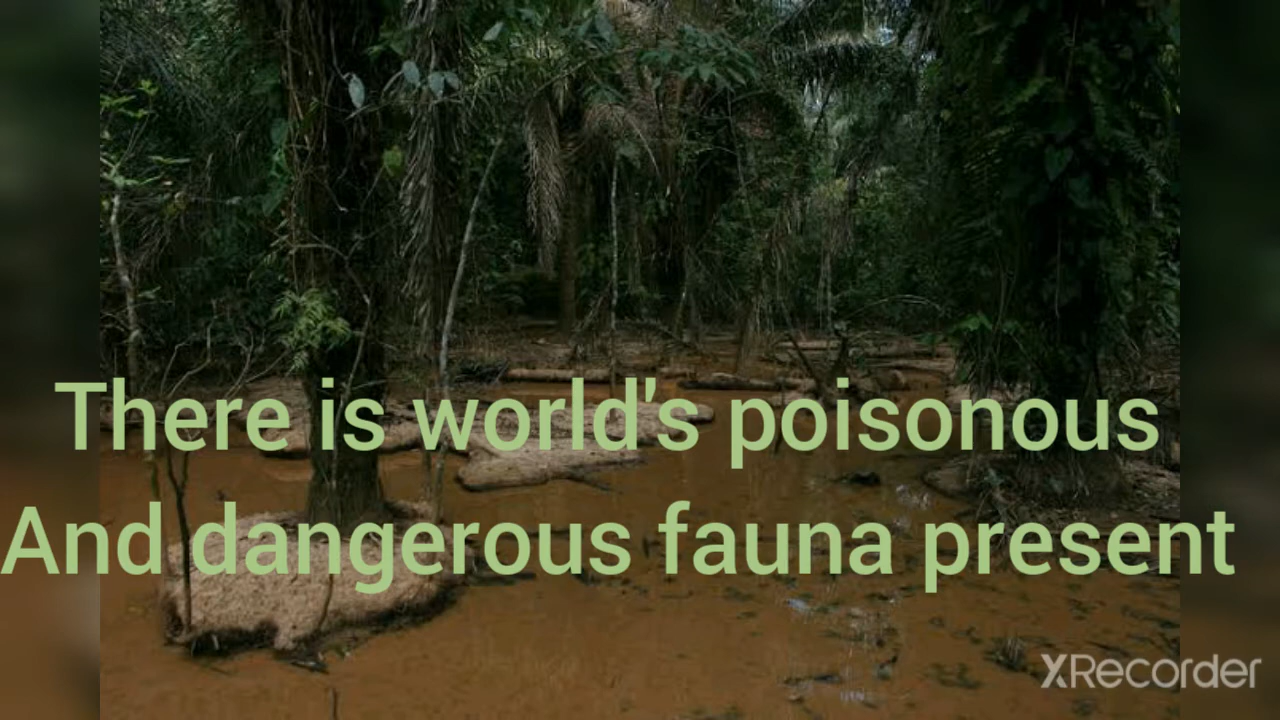 There is world's poisonous
And dangerous fauna present
XRecorder